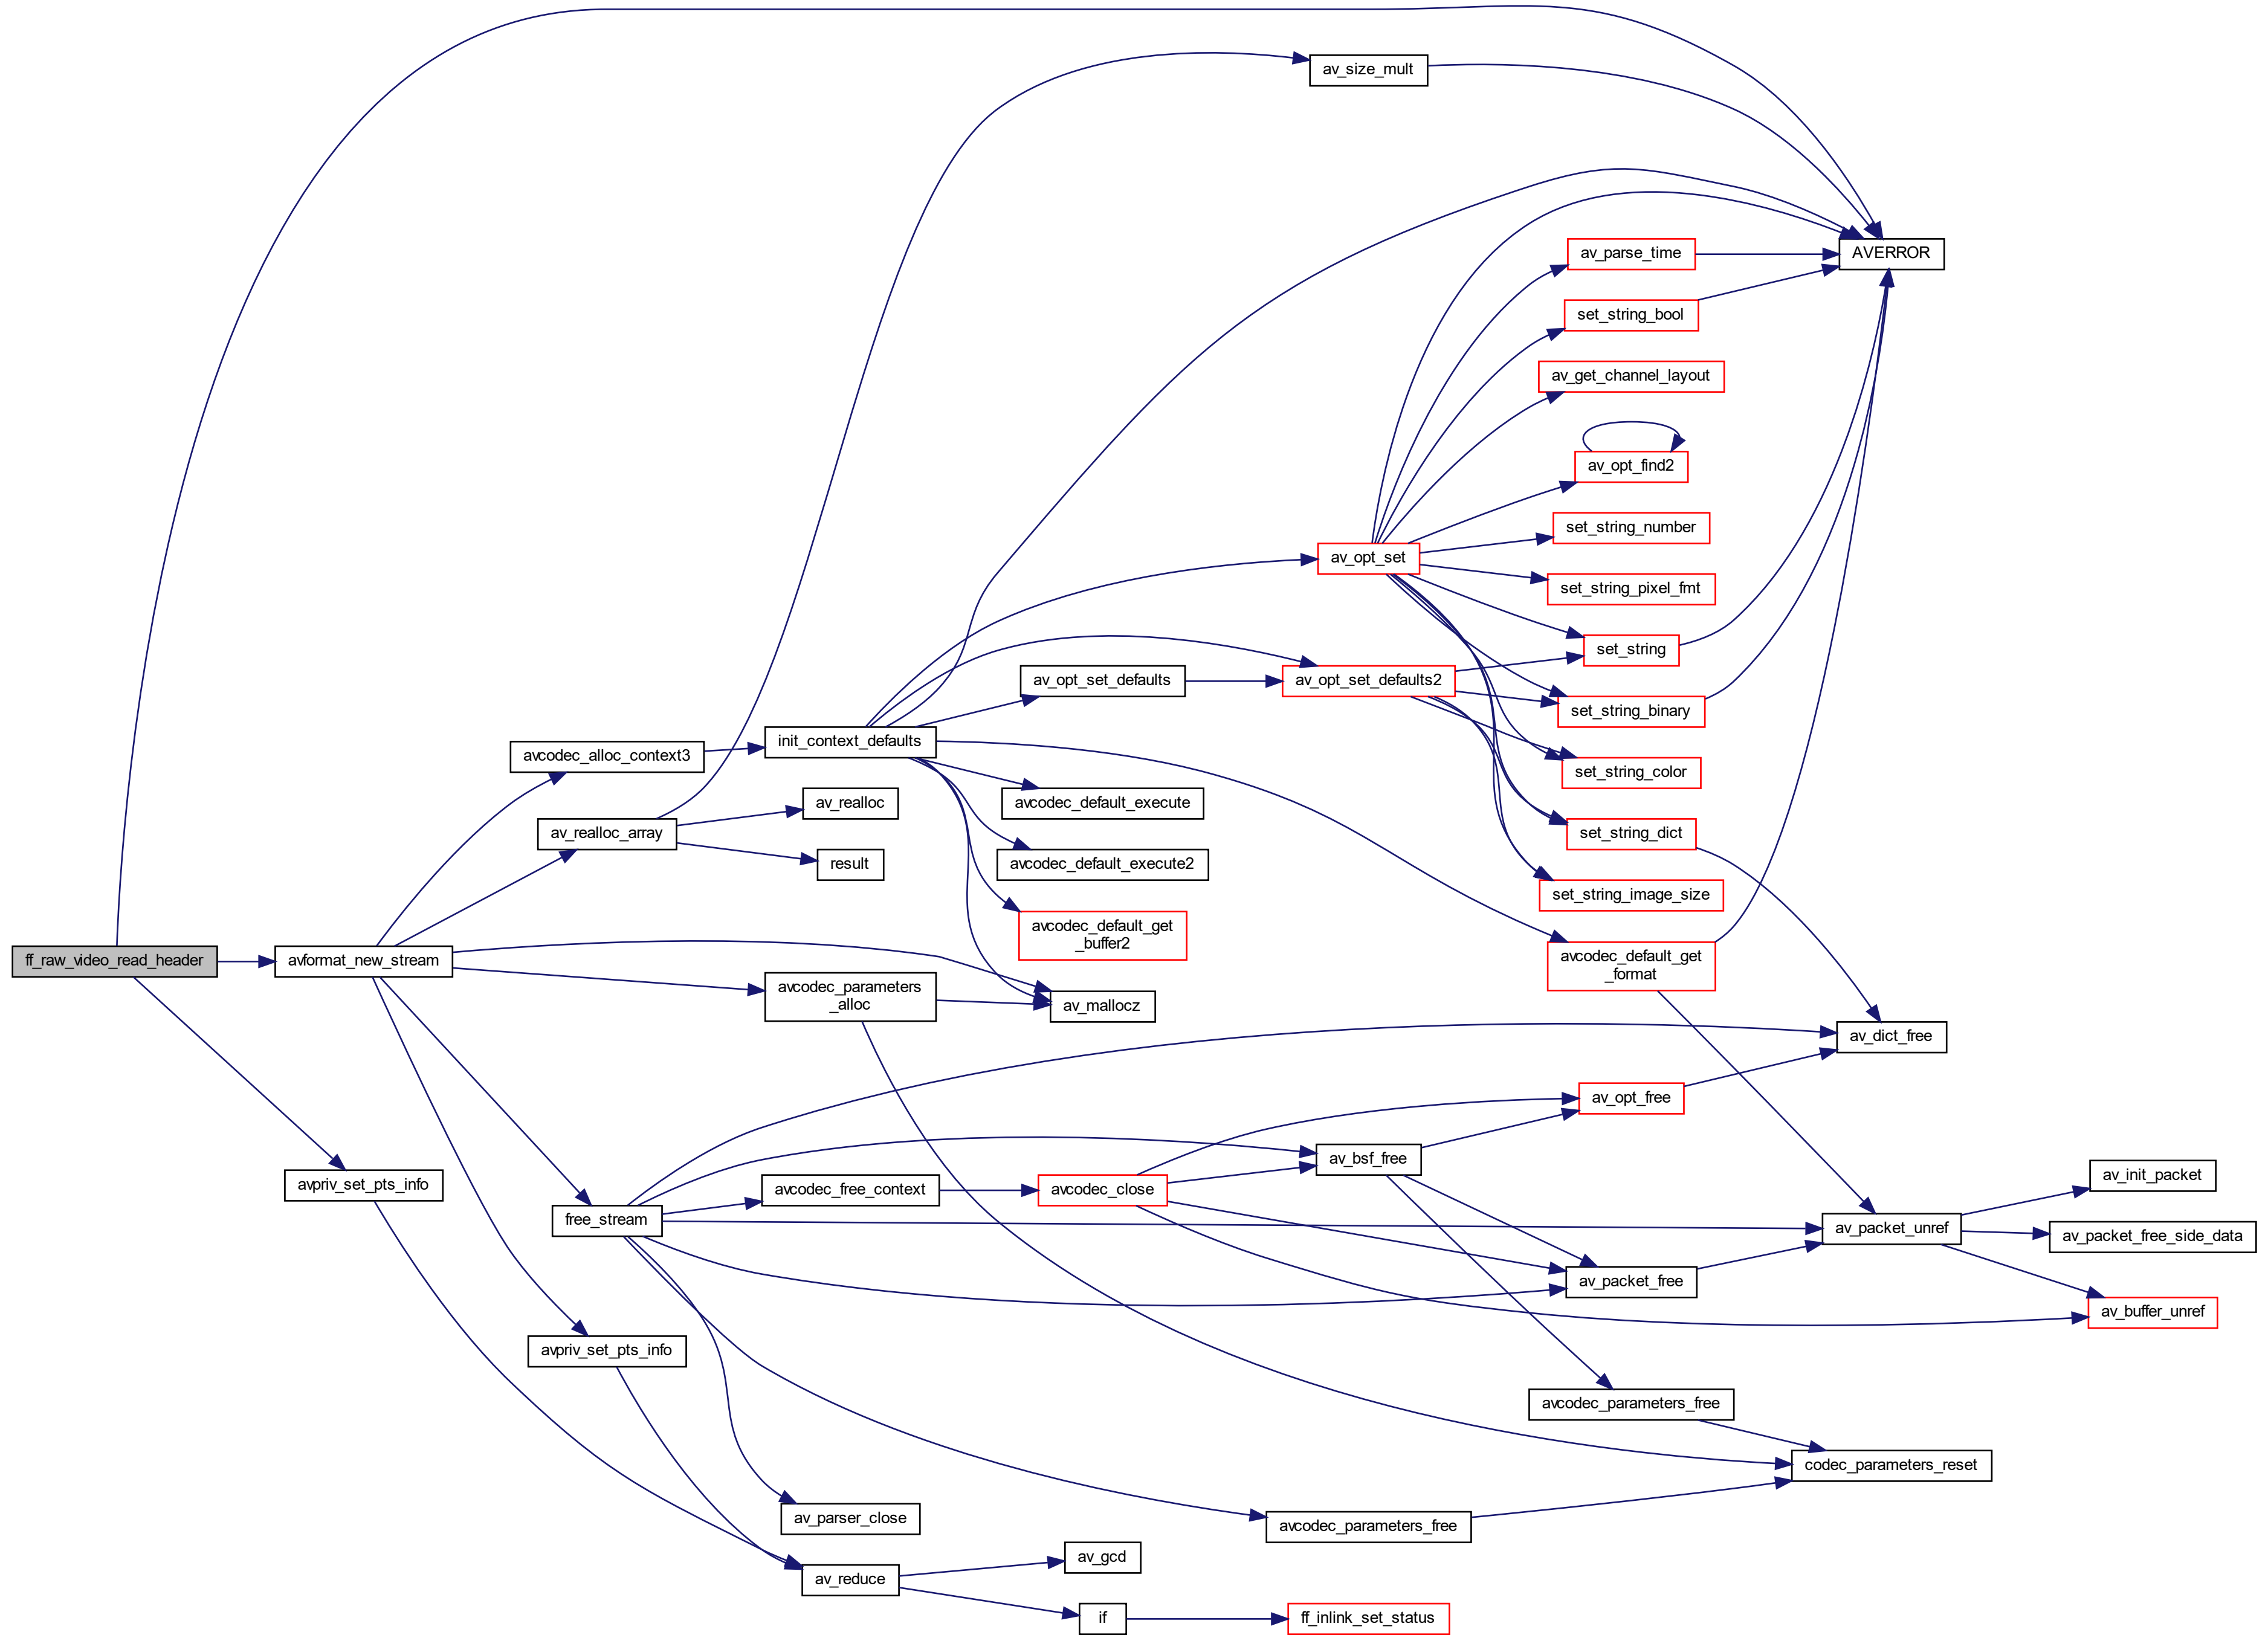 av_size_mult
AVERROR
av_parse_time
set_string_bool
av_get_channel_layout
av_opt_find2
set_string_number
av_opt_set
set_string_pixel_fmt
set_string
av_opt_set_defaults
av_opt_set_defaults2
set_string_binary
init_context_defaults
avcodec_alloc_context3
set_string_color
av_realloc
avcodec_default_execute
av_realloc_array
set_string_dict
result
avcodec_default_execute2
set_string_image_size
avcodec_default_get
_buffer2
ff_raw_video_read_header
avformat_new_stream
avcodec_default_get
_format
avcodec_parameters
_alloc
av_mallocz
av_dict_free
av_opt_free
av_bsf_free
av_init_packet
avpriv_set_pts_info
avcodec_free_context
avcodec_close
free_stream
av_packet_unref
av_packet_free_side_data
av_packet_free
av_buffer_unref
avpriv_set_pts_info
avcodec_parameters_free
codec_parameters_reset
av_parser_close
avcodec_parameters_free
av_gcd
av_reduce
if
ff_inlink_set_status